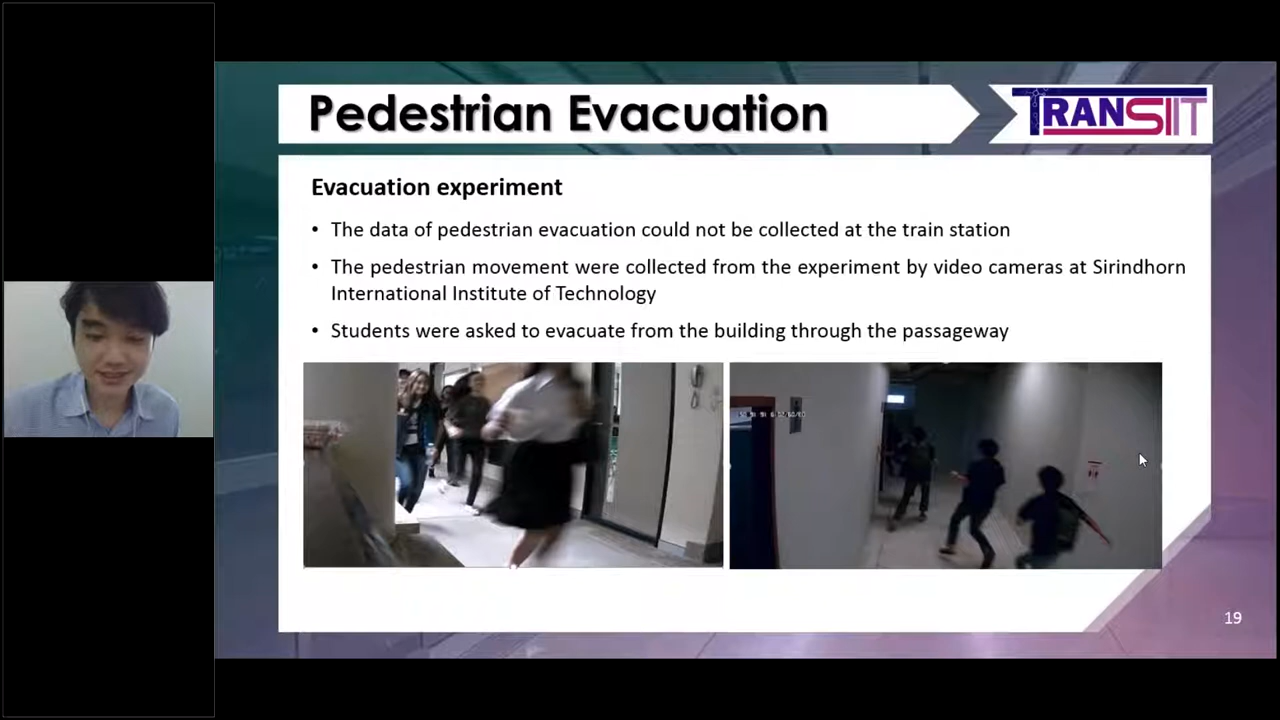 Pedestrian Evacuation
TRANSIIT
Evacuation experiment
• The data of pedestrian evacuation could not be collected at the train station
• The pedestrian movement were collected from the experiment by video cameras at Sirindhorn
International Institute of Technology
• Students were asked to evacuate from the building through the passageway
19